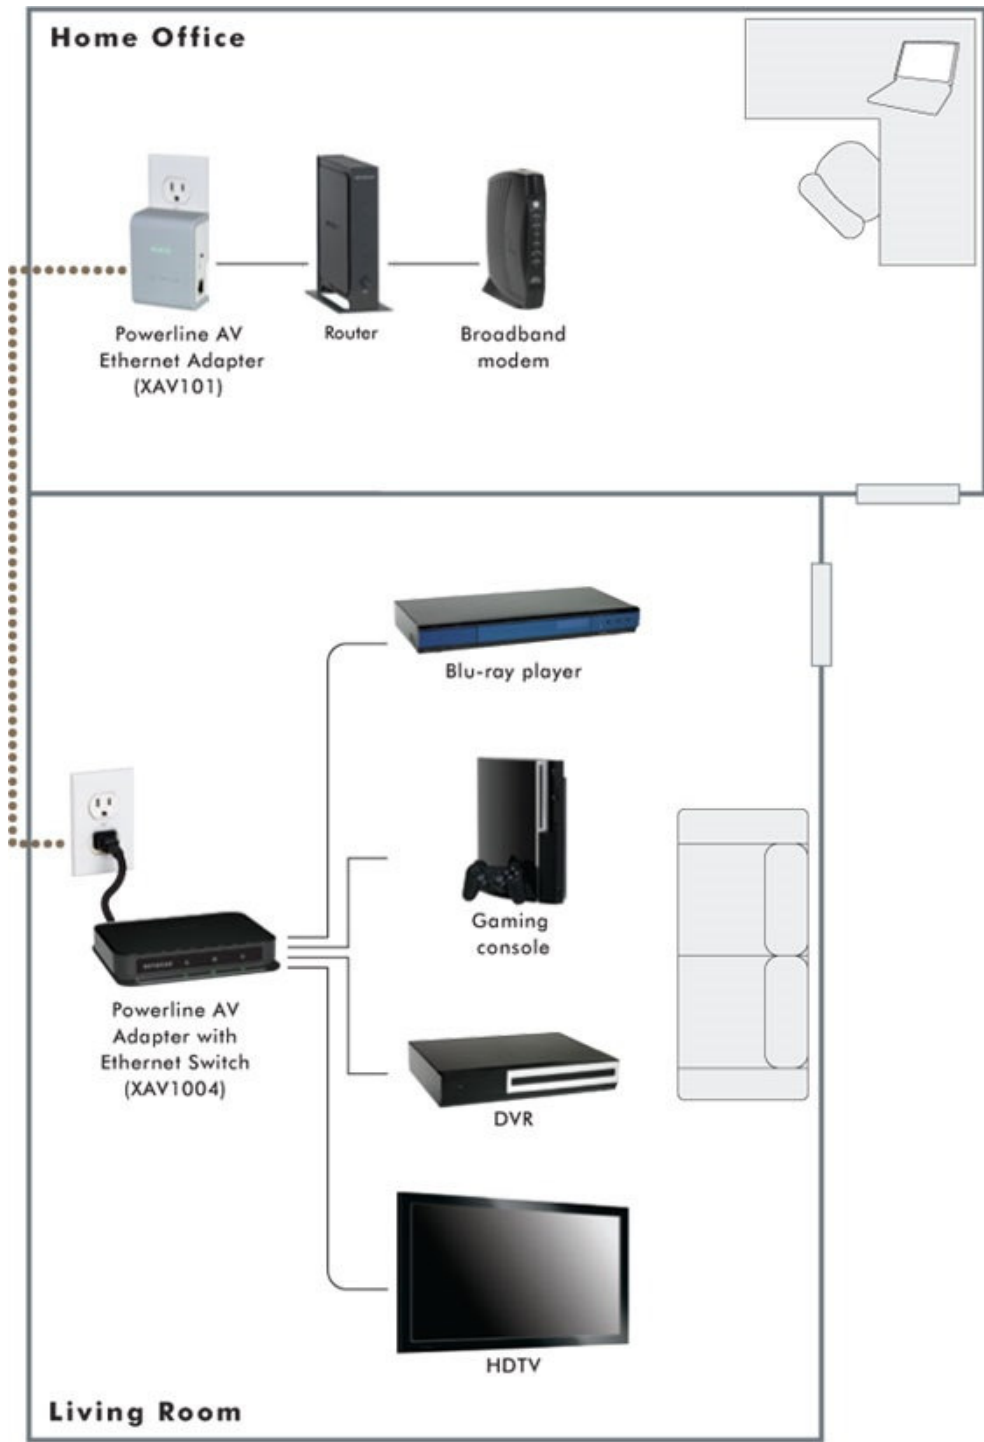 Home Office
Powerline AV
Ethernet Adapter
(XAV101)
Router
Broadband
modem
Blu-ray player
Gaming
console
Powerline AV
Adapter with
Ethernet Switch
(XAV1004)
DVR
HDTV
Living Room